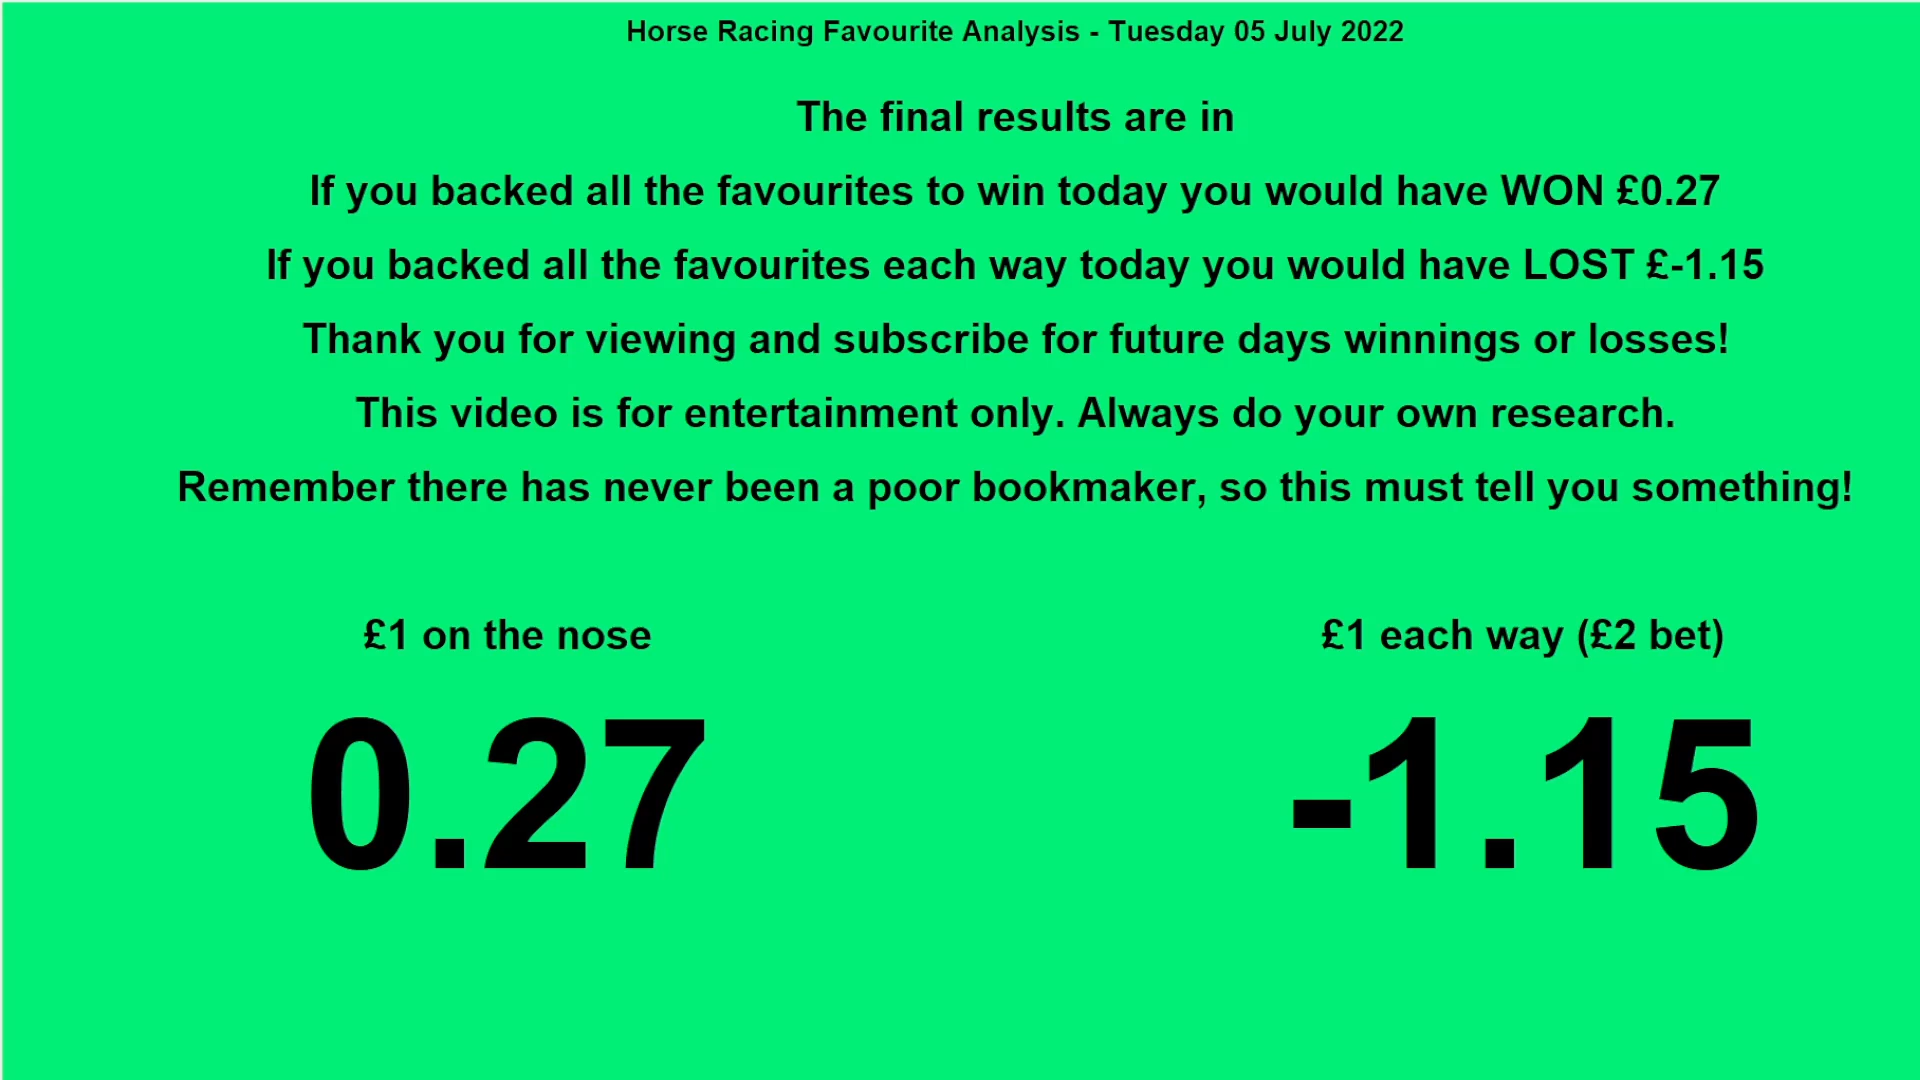 Horse Racing Favourite Analysis - Tuesday 05 July 2022
The final results are in
If you backed all the favourites to win today you would have WON £0.27
If you backed all the favourites each way today you would have LOST £-1.15
Thank you for viewing and subscribe for future days winnings or losses!
This video is for entertainment only. Always do your own research.
Remember there has never been a poor bookmaker, so this must tell you something!
£1 on the nose
£1 each way (£2 bet)
0.27
-1.15